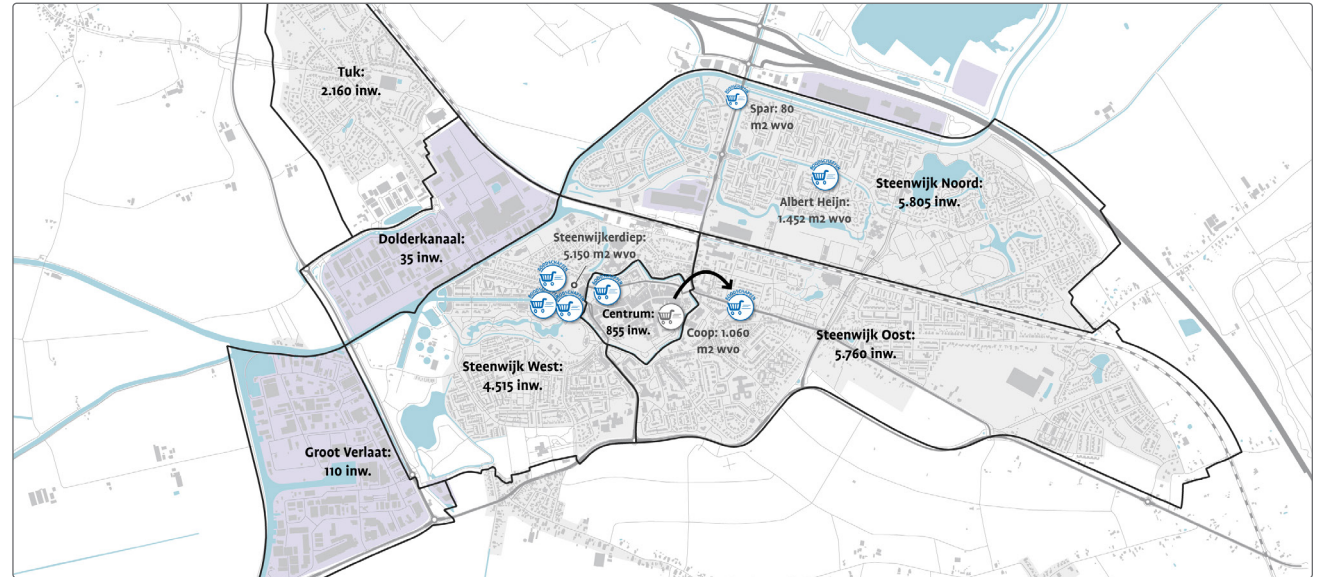 Tuk:
2.160 inw.
Spar: 80
m2 wvo
Albert Heijn:
1.452 m2 wvo
Steenwijk Noord:
5.805 inw.
Dolderkanaal:
35 inw.
Steenwijkerdiep:
5.150 m2 wvo
Centrum:
855 inw.
Coop: 1.060
m2 wvo
Steenwijk Oost:
5.760 inw.
Steenwijk West:
4.515 inw.
Groot Verlaat:
110 inw.
BOODSCHAPPEN
BOODSCHAPPEN